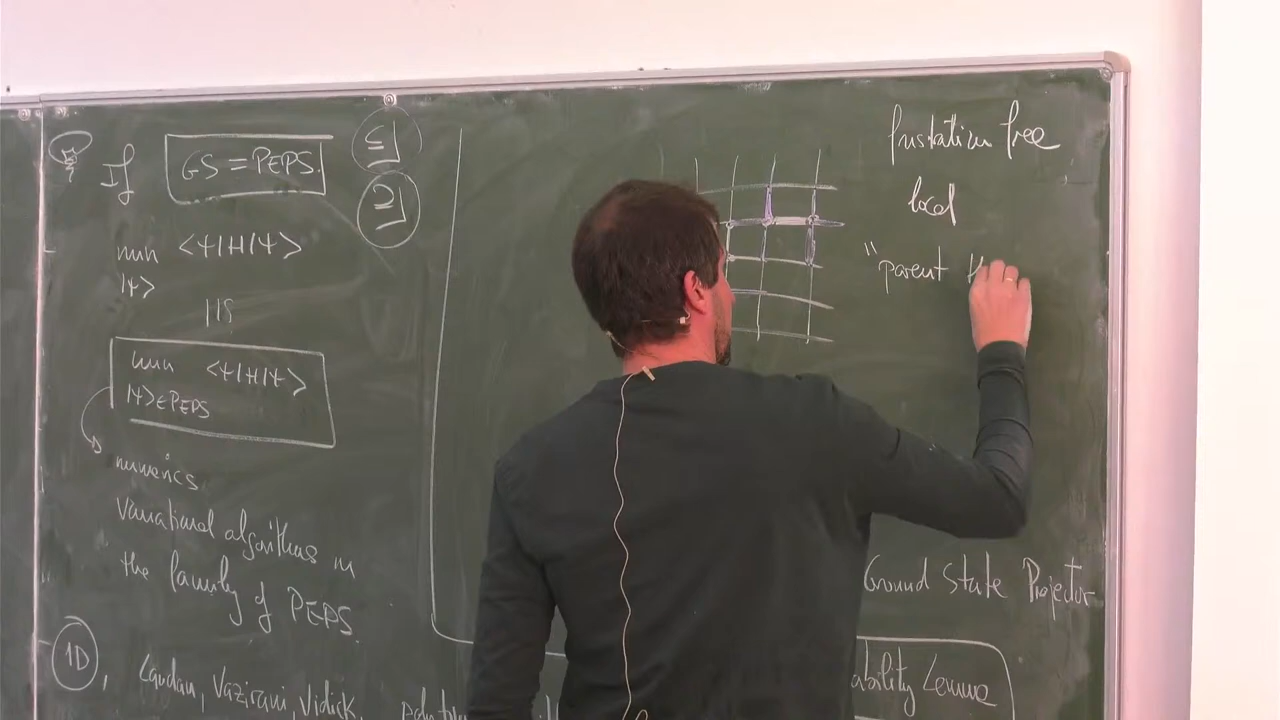 If GS = PEPS.
≤]
≥]
min <ψ|H|ψ>
|ψ>
min <ψ|H|ψ>
|ψ>∈PEPS
numerics
Variational algorithms in
the family of PEPS.
1D, Landau, Vazirani, Vidick.
frustration free
local
"parent H
Ground State Projector
ability Lemma